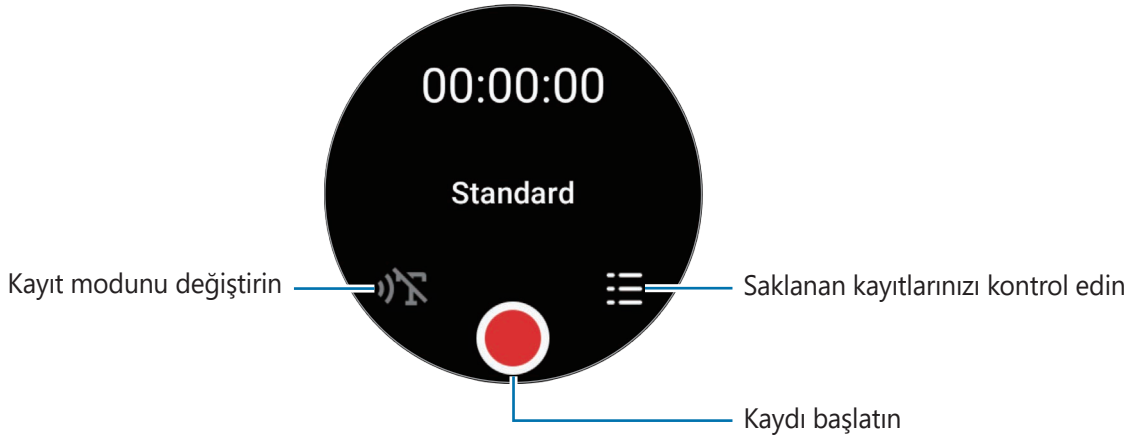 00:00:00
Standard
Kayıt modunu değiştirin
Saklanan kayıtlarınızı kontrol edin
Kaydı başlatın